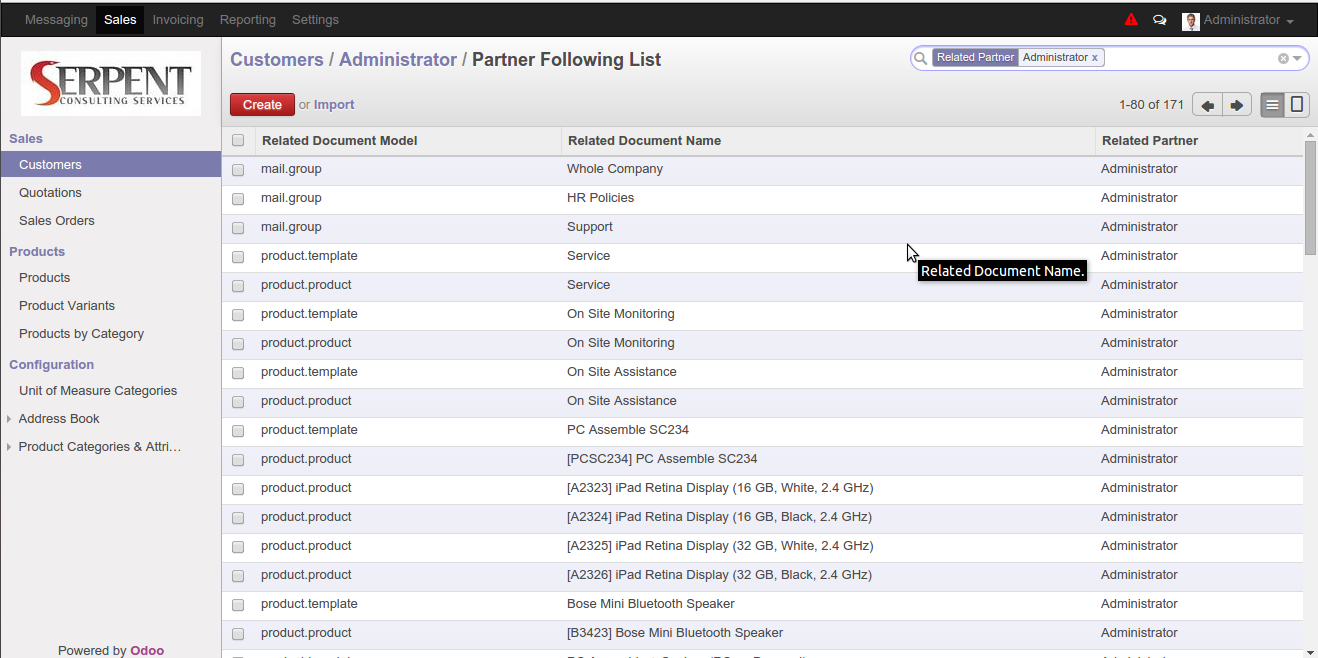 Messaging Sales Invoicing Reporting Settings Administrator
SERPENT
CONSULTING SERVICES
Customers / Administrator / Partner Following List
Related Partner Administrator x
Create or Import
1-80 of 171
Sales
Customers
Quotations
Sales Orders
Products
Products
Product Variants
Products by Category
Configuration
Unit of Measure Categories
Address Book
Product Categories & Attri...
Powered by Odoo
Related Document Model Related Document Name Related Partner
mail.group Whole Company Administrator
mail.group HR Policies Administrator
mail.group Support Administrator
product.template Service Administrator
Related Document Name.
product.product Service Administrator
product.template On Site Monitoring Administrator
product.product On Site Monitoring Administrator
product.template On Site Assistance Administrator
product.product On Site Assistance Administrator
product.template PC Assemble SC234 Administrator
product.product [PCSC234] PC Assemble SC234 Administrator
product.product [A2323] iPad Retina Display (16 GB, White, 2.4 GHz) Administrator
product.product [A2324] iPad Retina Display (16 GB, Black, 2.4 GHz) Administrator
product.product [A2325] iPad Retina Display (32 GB, White, 2.4 GHz) Administrator
product.product [A2326] iPad Retina Display (32 GB, Black, 2.4 GHz) Administrator
product.template Bose Mini Bluetooth Speaker Administrator
product.product [B3423] Bose Mini Bluetooth Speaker Administrator